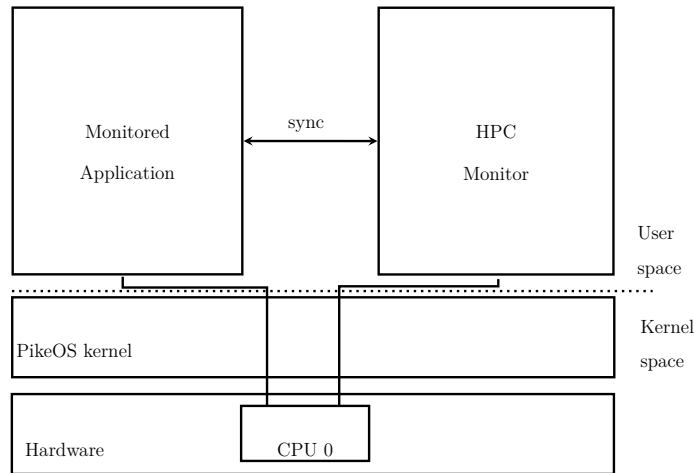 Monitored
Application
sync
HPC
Monitor
User
space
PikeOS kernel
Kernel
space
Hardware
CPU 0